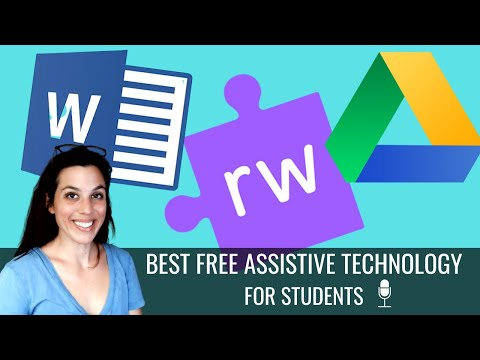 W
rw
BEST FREE ASSISTIVE TECHNOLOGY
FOR STUDENTS